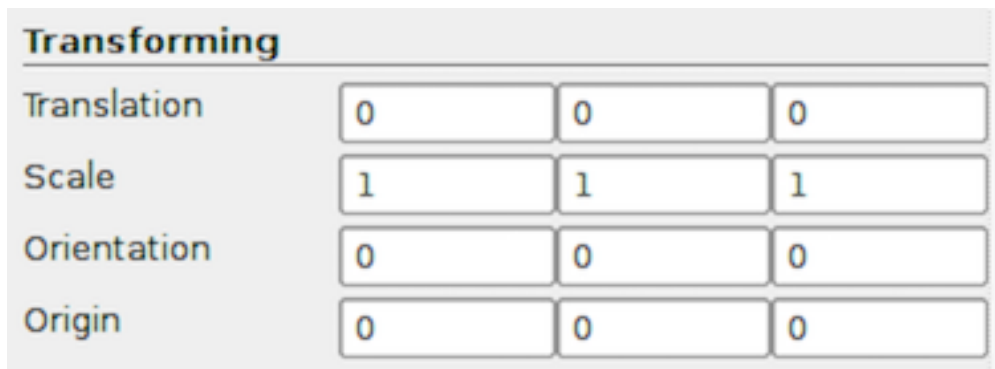 Transforming
Translation 0 0 0
Scale 1 1 1
Orientation 0 0 0
Origin 0 0 0